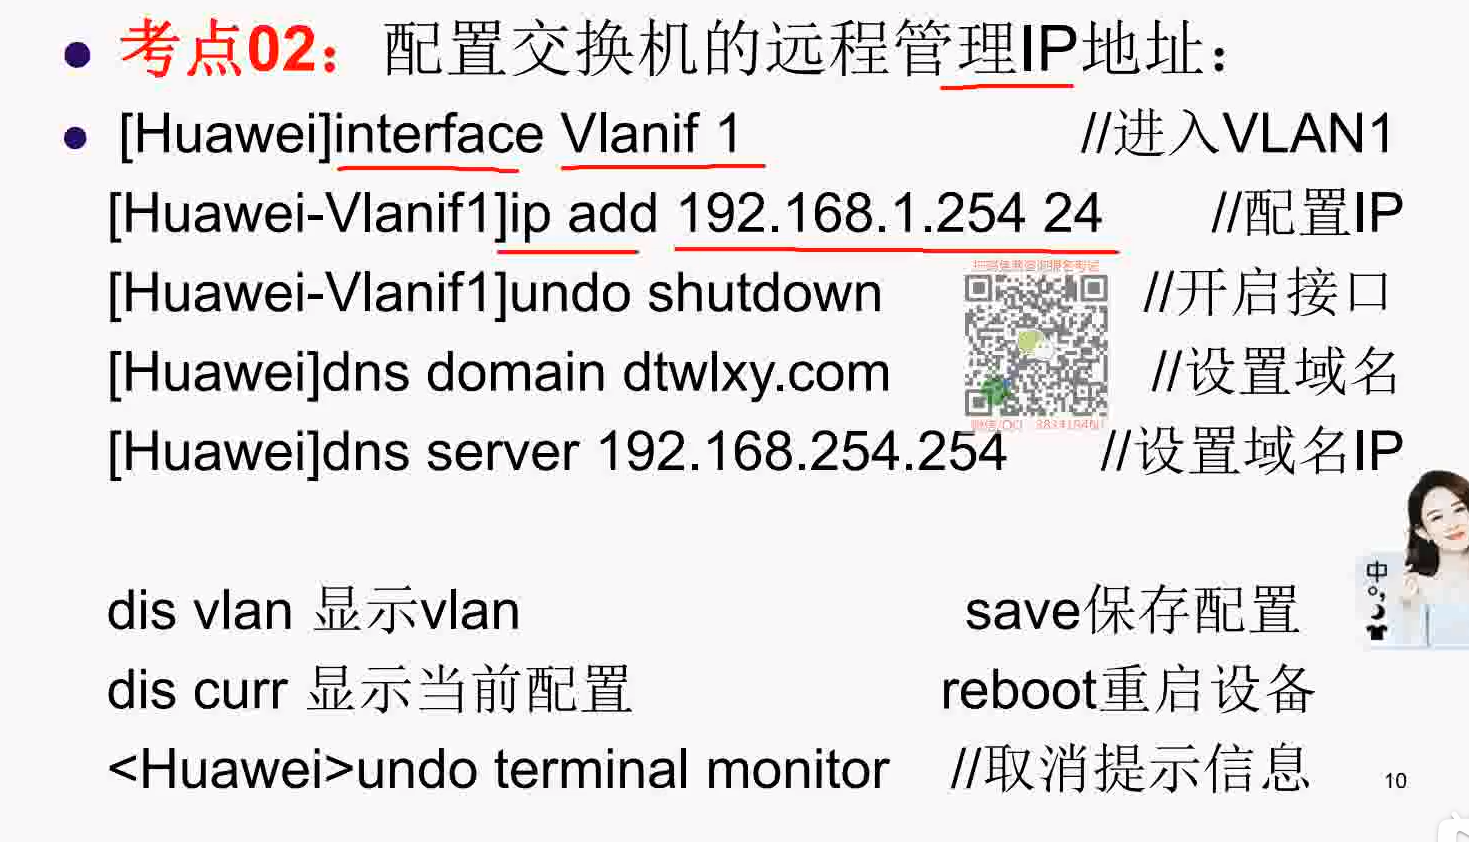 考点02：配置交换机的远程管理IP地址：
[Huawei]interface Vlanif 1 //进入VLAN1
[Huawei-Vlanif1]ip add 192.168.1.254 24 //配置IP
[Huawei-Vlanif1]undo shutdown //开启接口
[Huawei]dns domain dtwlxy.com //设置域名
[Huawei]dns server 192.168.254.254 //设置域名IP
dis vlan 显示vlan save保存配置
dis curr 显示当前配置 reboot重启设备
<Huawei>undo terminal monitor //取消提示信息
10
中